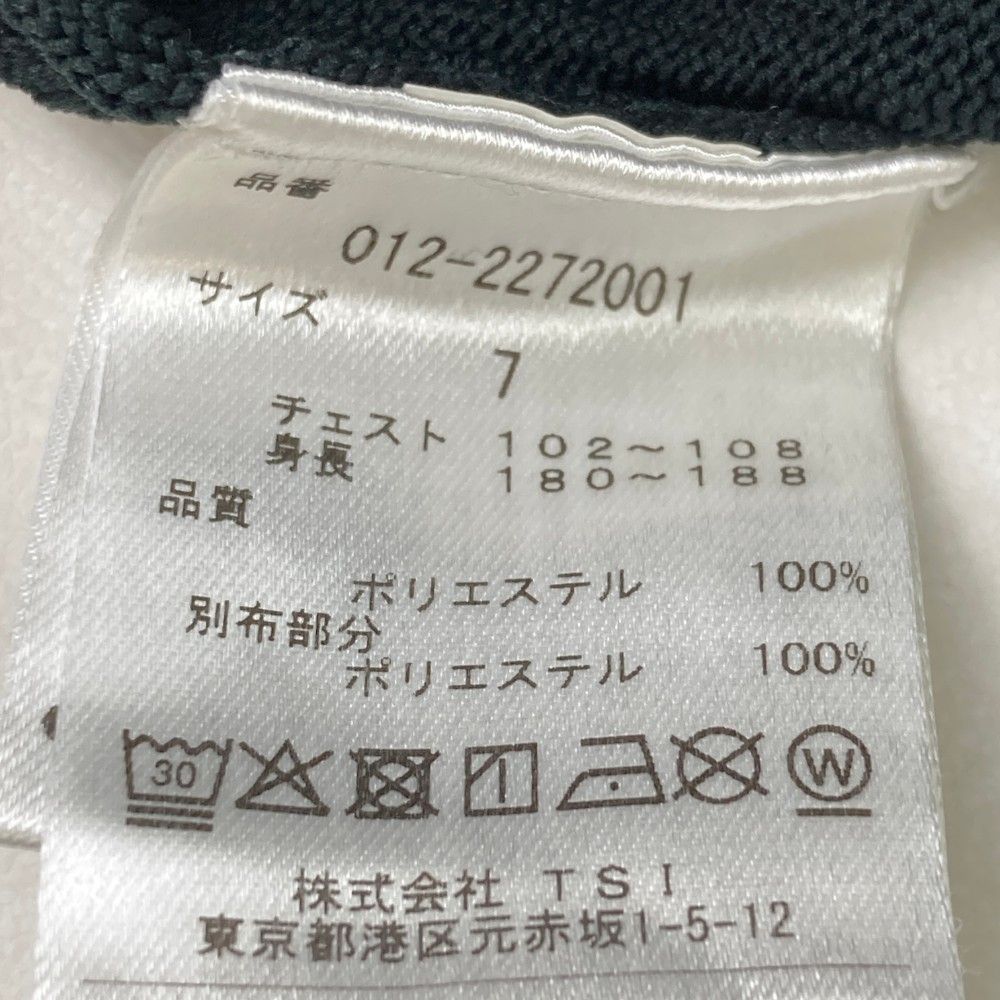 品番
012-2272001
サイズ
7
チェスト 102～108
身長 180～188
品質
ポリエステル 100%
別布部分
ポリエステル 100%
30 W
株式会社 TSI
東京都港区元赤坂1-5-12